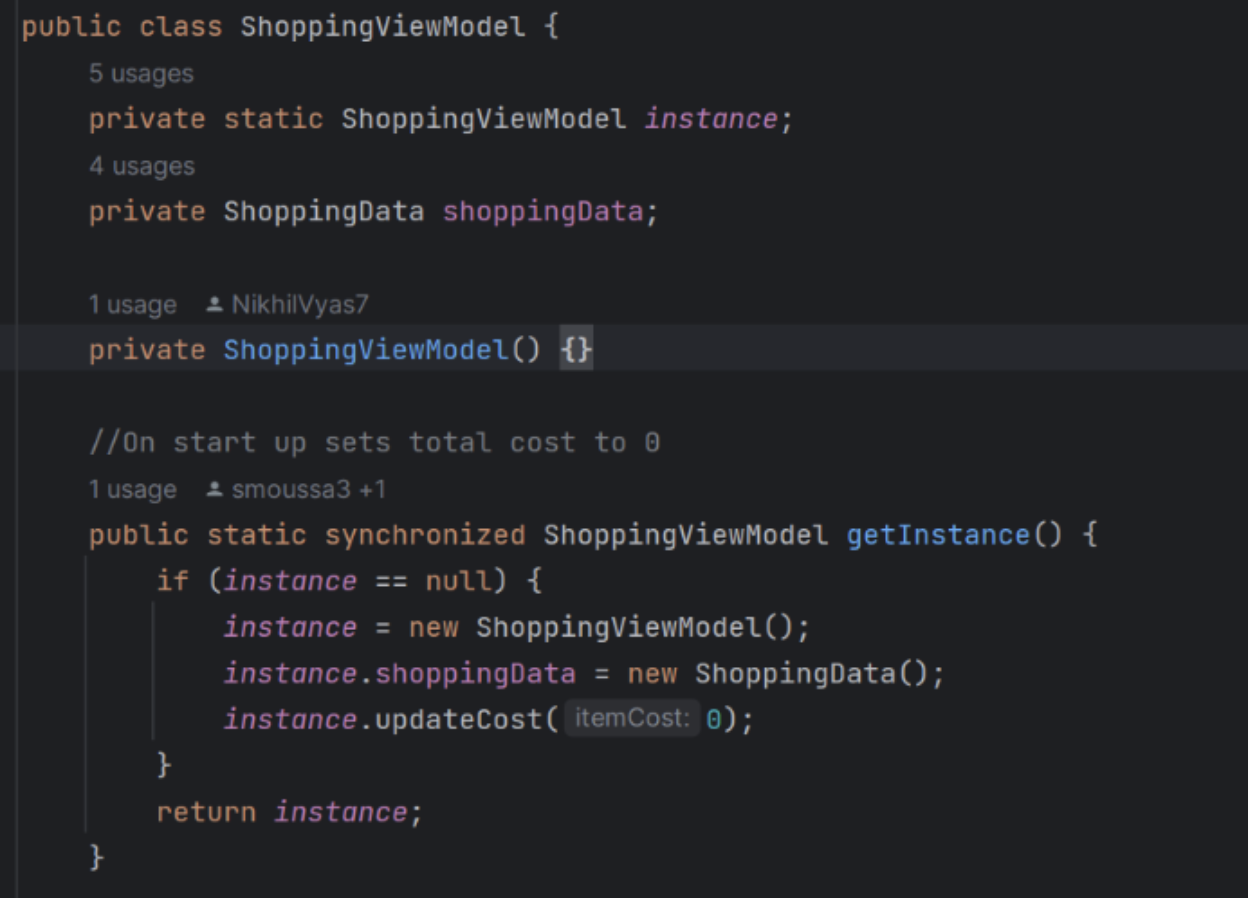 public class ShoppingViewModel {
5 usages
private static ShoppingViewModel instance;
4 usages
private ShoppingData shoppingData;
1 usage NikhilVyas7
private ShoppingViewModel() {}
//On start up sets total cost to 0
1 usage smoussa3 +1
public static synchronized ShoppingViewModel getInstance() {
if (instance == null) {
instance = new ShoppingViewModel();
instance.shoppingData = new ShoppingData();
instance.updateCost( itemCost: 0);
}
return instance;
}